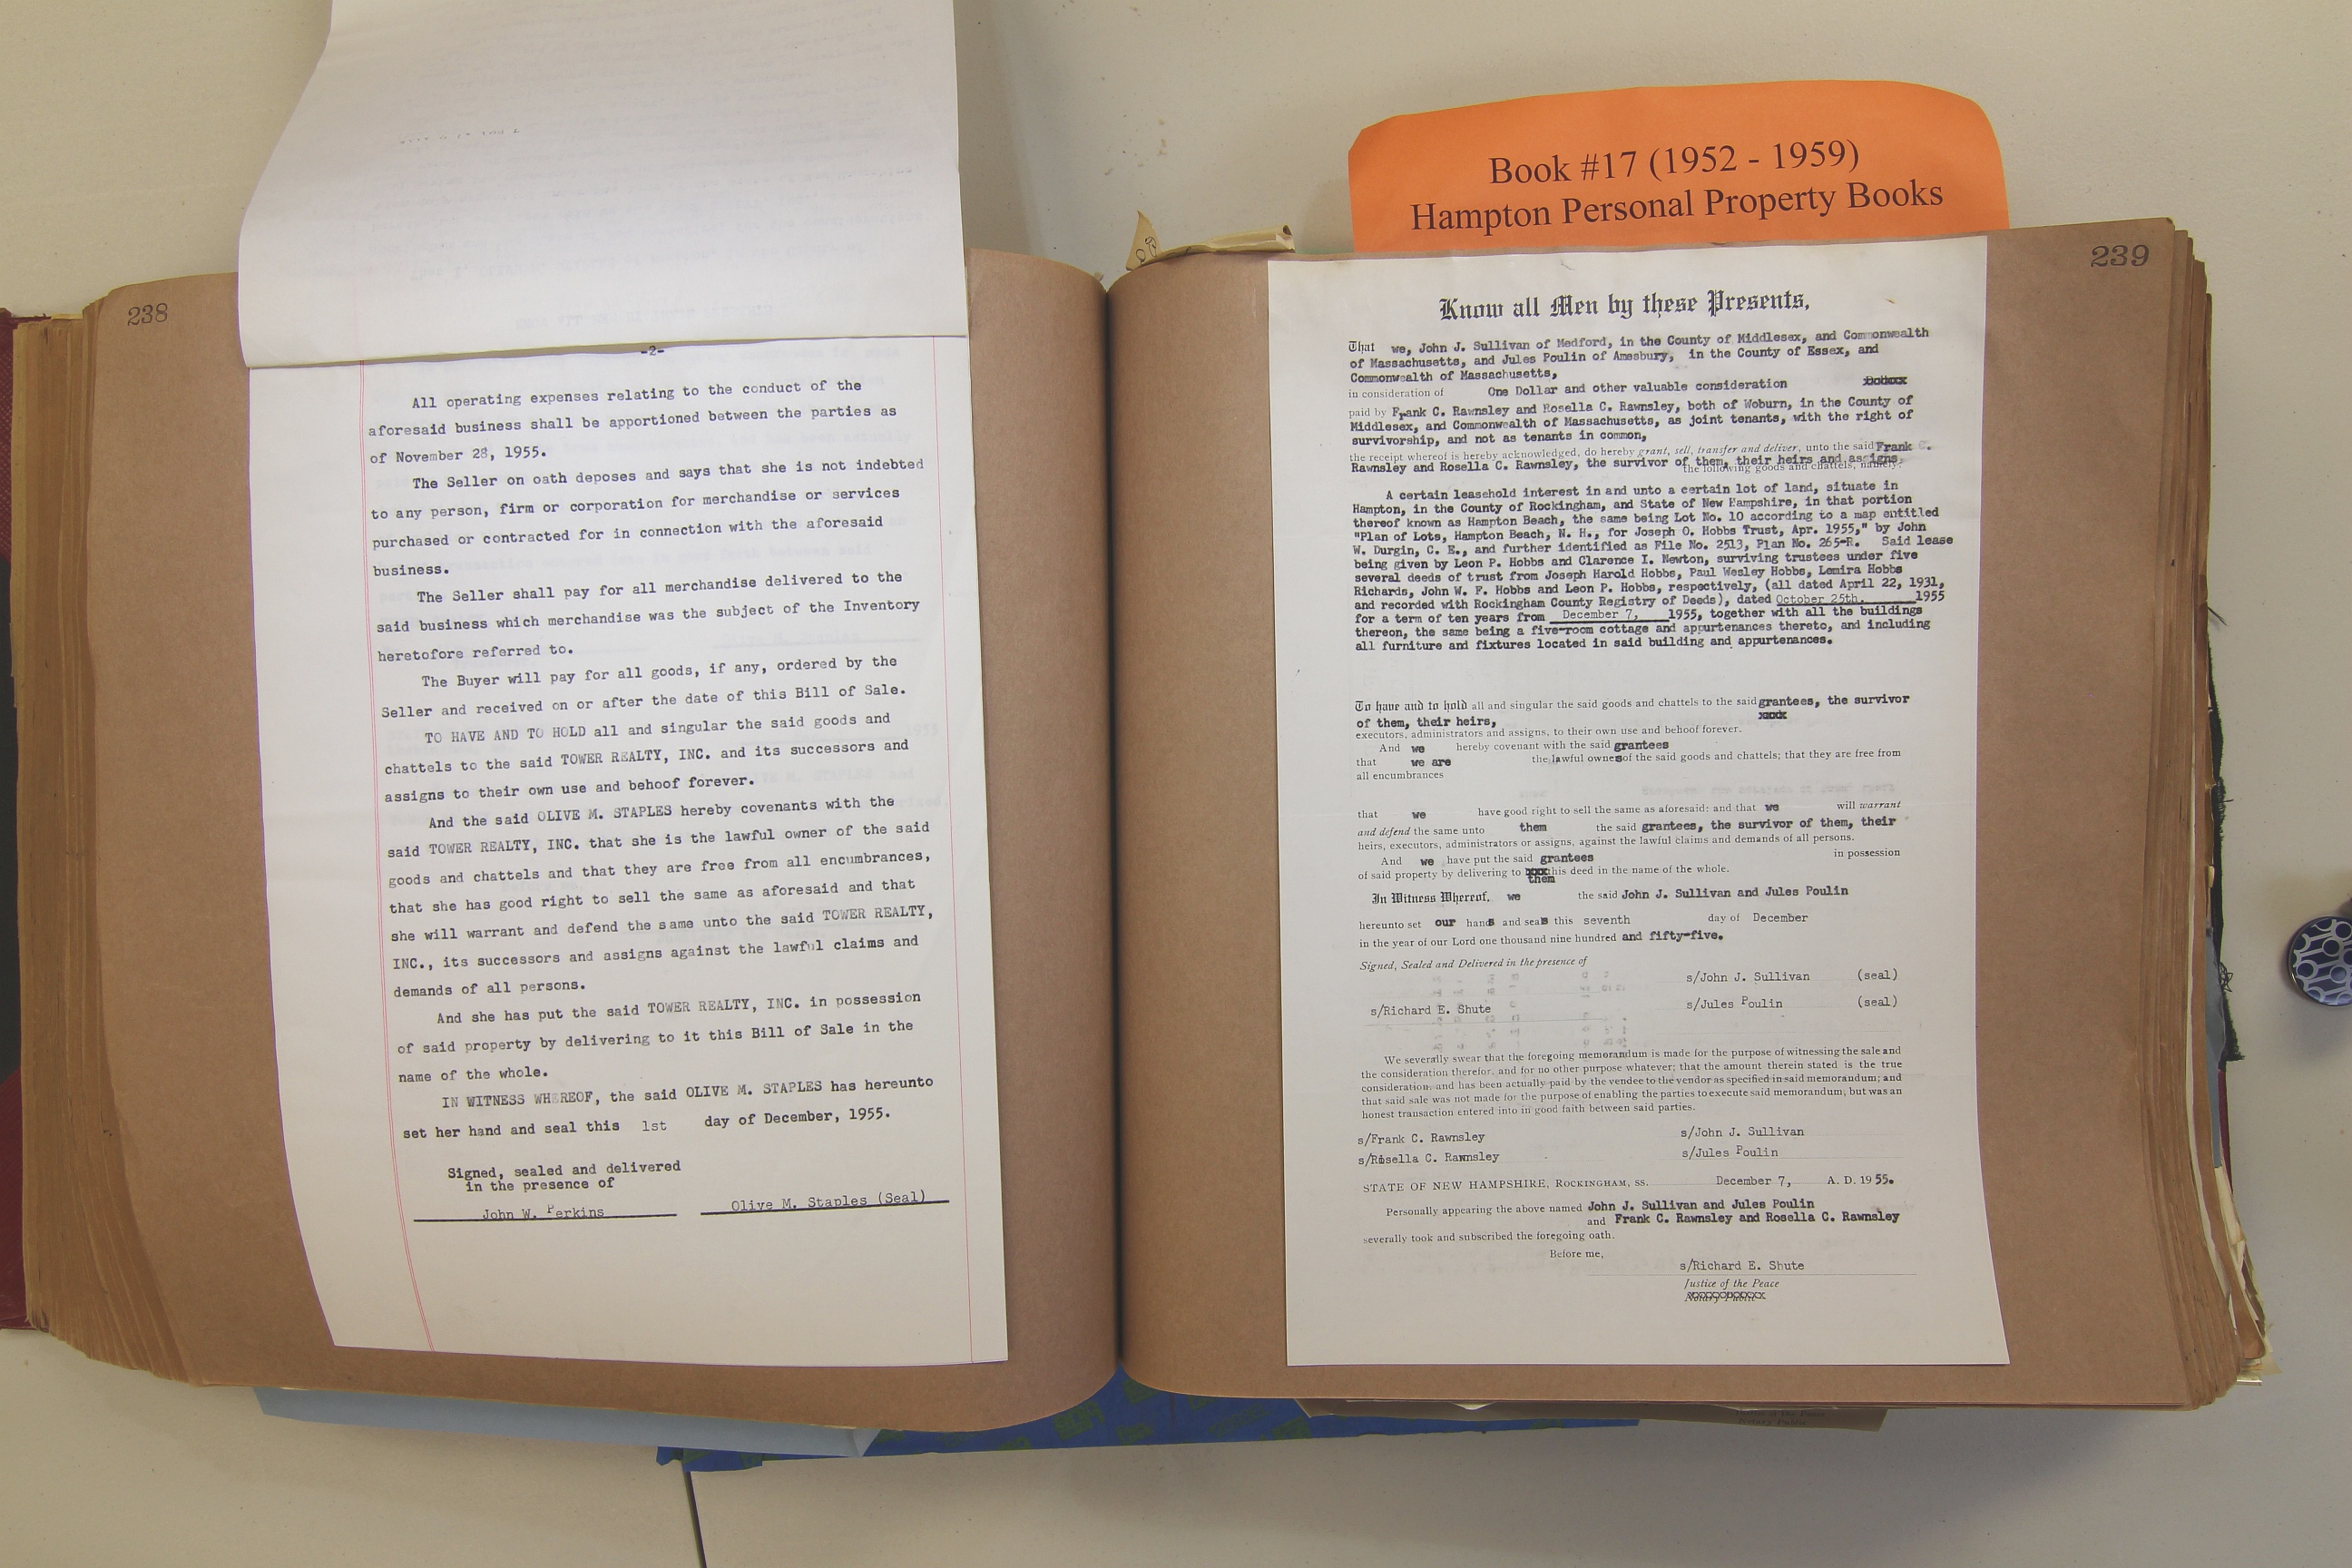 Book #17 (1952 - 1959)
Hampton Personal Property Books
238
-2-
All operating expenses relating to the conduct of the
aforesaid business shall be apportioned between the parties as
of November 28, 1955.
The Seller on oath deposes and says that she is not indebted
to any person, firm or corporation for merchandise or services
purchased or contracted for in connection with the aforesaid
business.
The Seller shall pay for all merchandise delivered to the
said business which merchandise was the subject of the Inventory
heretofore referred to.
The Buyer will pay for all goods, if any, ordered by the
Seller and received on or after the date of this Bill of Sale.
TO HAVE AND TO HOLD all and singular the said goods and
chattels to the said TOWER REALTY, INC. and its successors and
assigns to their own use and behoof forever.
And the said OLIVE M. STAPLES hereby covenants with the
said TOWER REALTY, INC. that she is the lawful owner of the said
goods and chattels and that they are free from all encumbrances,
that she has good right to sell the same as aforesaid and that
she will warrant and defend the same unto the said TOWER REALTY,
INC., its successors and assigns against the lawful claims and
demands of all persons.
And she has put the said TOWER REALTY, INC. in possession
of said property by delivering to it this Bill of Sale in the
name of the whole.
IN WITNESS WHEREOF, the said OLIVE M. STAPLES has hereunto
set her hand and seal this 1st day of December, 1955.
Signed, sealed and delivered
in the presence of
John W. Perkins Olive M. Staples (Seal)
239
Know all Men by these Presents,
That we, John J. Sullivan of Medford, in the County of Middlesex, and Commonwealth
of Massachusetts, and Jules Poulin of Amesbury, in the County of Essex, and
Commonwealth of Massachusetts,
in consideration of One Dollar and other valuable consideration
paid by Frank C. Rawnsley and Rosella C. Rawnsley, both of Woburn, in the County of
Middlesex, and Commonwealth of Massachusetts, as joint tenants, with the right of
survivorship, and not as tenants in common,
the receipt whereof is hereby acknowledged, do hereby grant, sell, transfer and deliver, unto the said Frank C.
Rawnsley and Rosella C. Rawnsley, the survivor of them, their heirs and assigns,
the following goods and chattels, namely:
A certain leasehold interest in and unto a certain lot of land, situate in
Hampton, in the County of Rockingham, and State of New Hampshire, in that portion
thereof known as Hampton Beach, the same being Lot No. 10 according to a map entitled
"Plan of Lots, Hampton Beach, N. H., for Joseph O. Hobbs Trust, Apr. 1955," by John
W. Durgin, C. E., and further identified as File No. 2513, Plan No. 265-R. Said lease
being given by Leon P. Hobbs and Clarence I. Newton, surviving trustees under five
several deeds of trust from Joseph Harold Hobbs, Paul Wesley Hobbs, Lemira Hobbs
Richards, John W. F. Hobbs and Leon P. Hobbs, respectively, (all dated April 22, 1931,
and recorded with Rockingham County Registry of Deeds), dated October 25th, 1955
for a term of ten years from December 7, 1955, together with all the buildings
thereon, the same being a five-room cottage and appurtenances thereto, and including
all furniture and fixtures located in said building and appurtenances.
To have and to hold all and singular the said goods and chattels to the said grantees, the survivor
of them, their heirs,
executors, administrators and assigns, to their own use and behoof forever.
And we hereby covenant with the said grantees
that we are the lawful owners of the said goods and chattels; that they are free from
all encumbrances
that we have good right to sell the same as aforesaid: and that we will warrant
and defend the same unto them the said grantees, the survivor of them, their
heirs, executors, administrators or assigns, against the lawful claims and demands of all persons.
And we have put the said grantees in possession
of said property by delivering to xxx this deed in the name of the whole.
them
In Witness Whereof, we the said John J. Sullivan and Jules Poulin
hereunto set our hands and seals this seventh day of December
in the year of our Lord one thousand nine hundred and fifty-five.
Signed, Sealed and Delivered in the presence of
s/John J. Sullivan (seal)
s/Richard E. Shute s/Jules Poulin (seal)
We severally swear that the foregoing memorandum is made for the purpose of witnessing the sale and
the consideration therefor, and for no other purpose whatever; that the amount therein stated is the true
consideration, and has been actually paid by the vendee to the vendor as specified in said memorandum; and
that said sale was not made for the purpose of enabling the parties to execute said memorandum; but was an
honest transaction entered into in good faith between said parties.
s/Frank C. Rawnsley s/John J. Sullivan
s/Rosella C. Rawnsley s/Jules Poulin
STATE OF NEW HAMPSHIRE, ROCKINGHAM, SS. December 7, A. D. 1955.
Personally appearing the above named John J. Sullivan and Jules Poulin
and Frank C. Rawnsley and Rosella C. Rawnsley
severally took and subscribed the foregoing oath.
Before me,
s/Richard E. Shute
Justice of the Peace
Notary Public